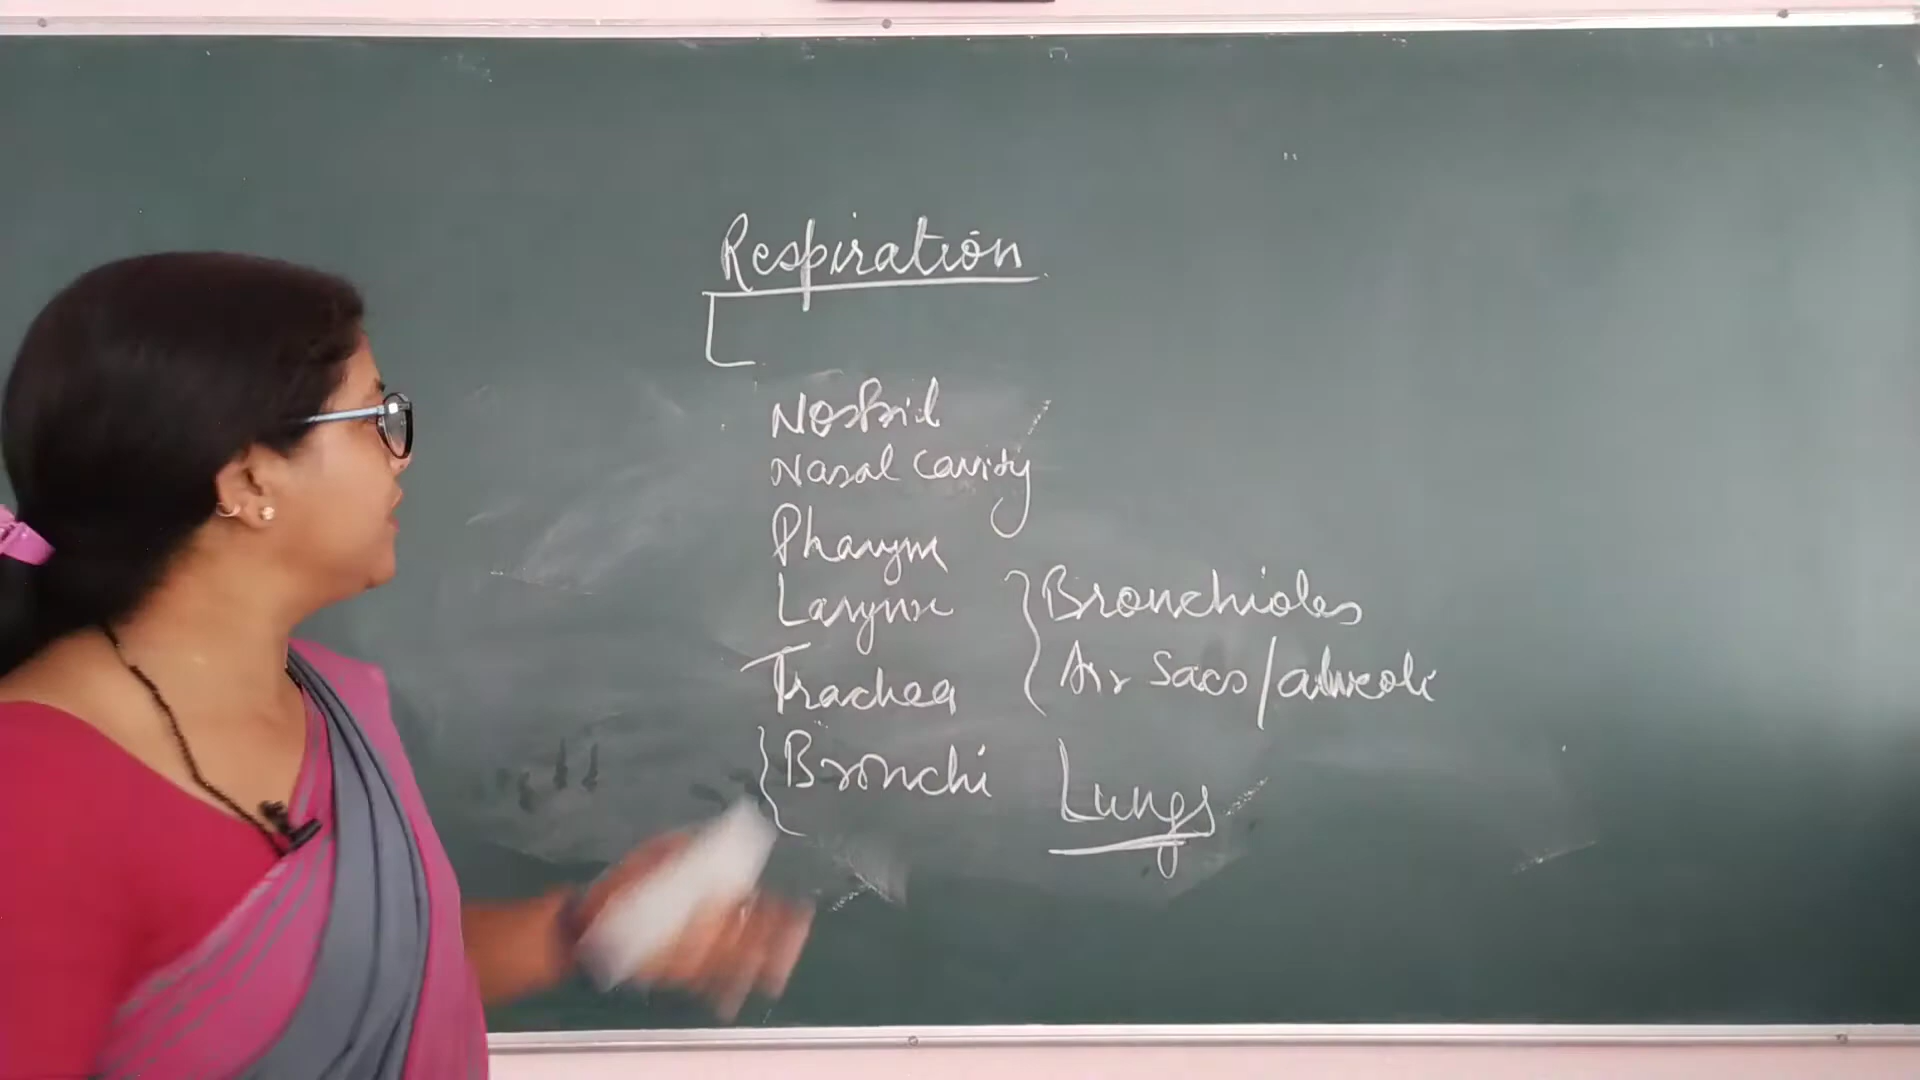 Respiration
Nostril
Nasal cavity
Pharynx
Larynx
Trachea
Bronchi
Bronchioles
Air Sacs/alveoli
Lungs